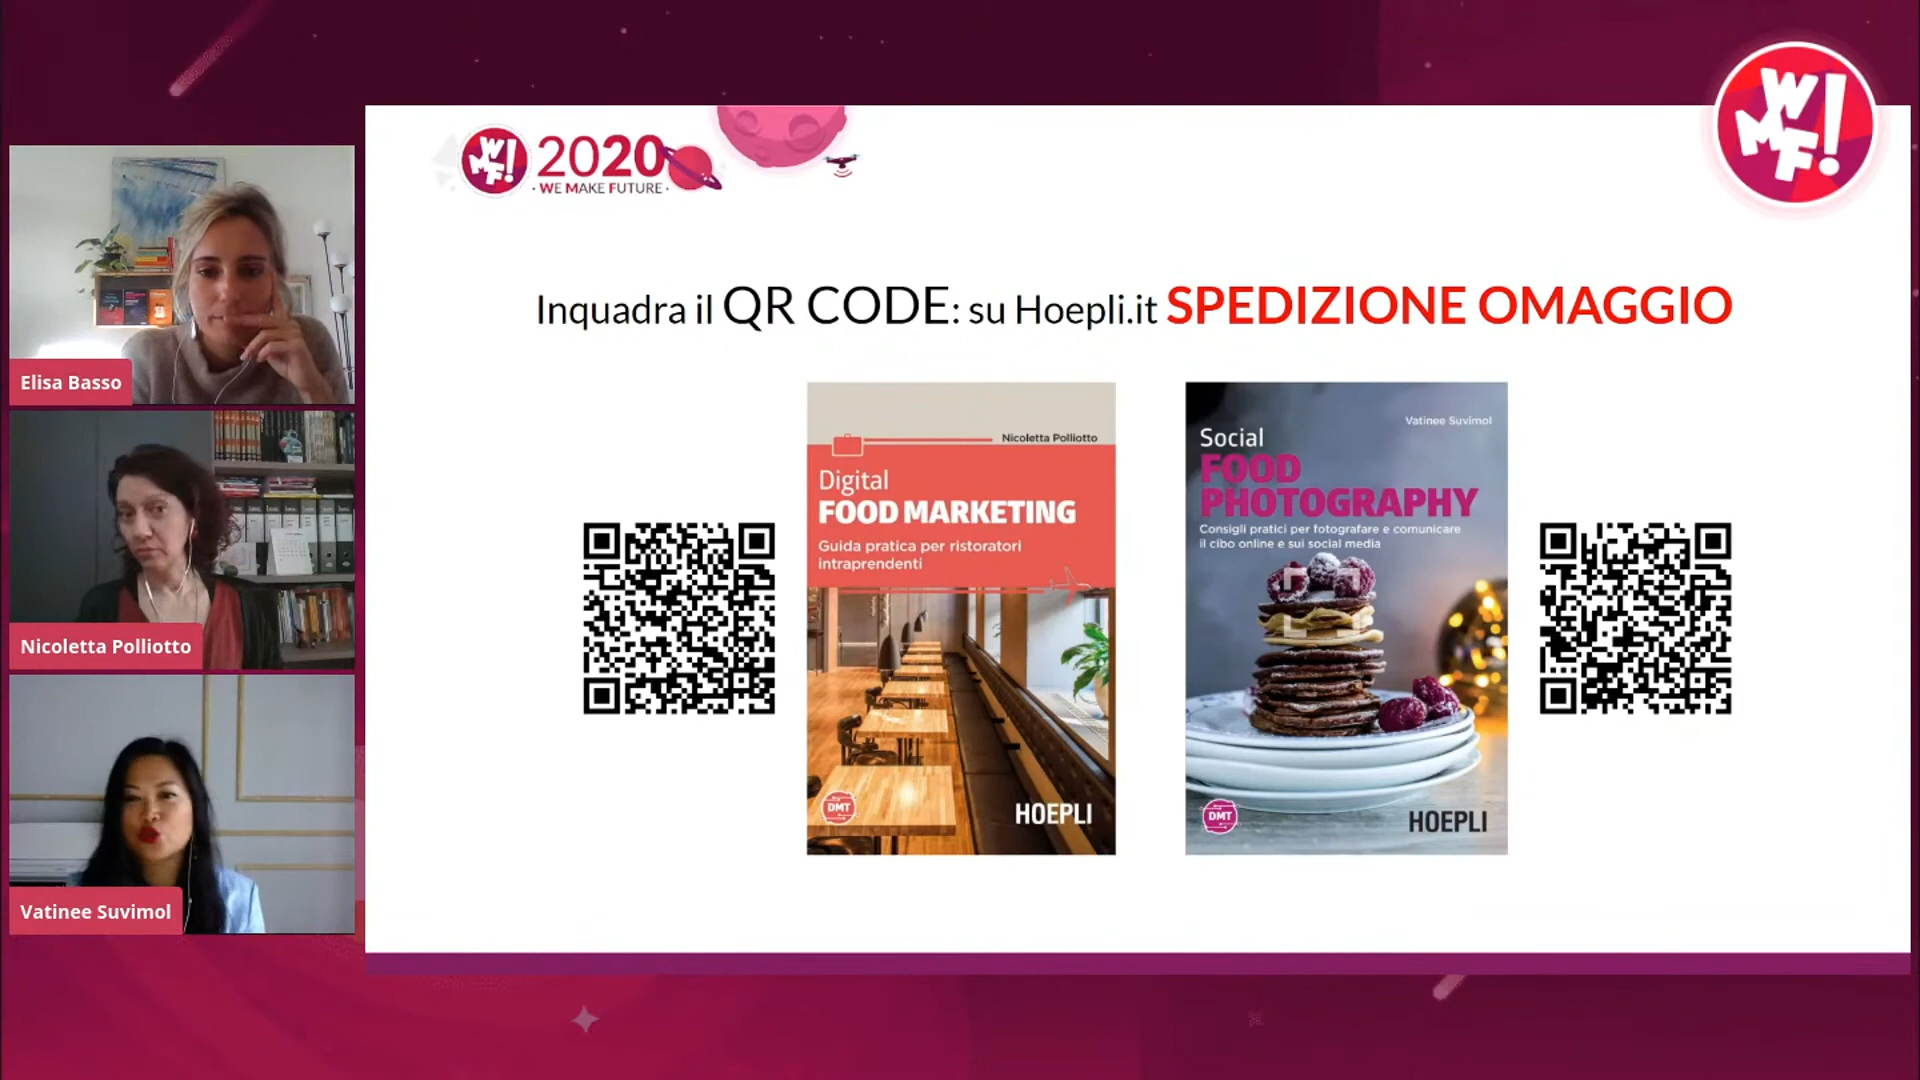 WMF!
WMF!
2020
· WE MAKE FUTURE ·
Inquadra il QR CODE: su Hoepli.it SPEDIZIONE OMAGGIO
Elisa Basso
Nicoletta Polliotto
Vatinee Suvimol
Nicoletta Polliotto
Digital
FOOD MARKETING
Guida pratica per ristoratori
intraprendenti
DMT
HOEPLI
Vatinee Suvimol
Social
FOOD
PHOTOGRAPHY
Consigli pratici per fotografare e comunicare
il cibo online e sui social media
DMT
HOEPLI